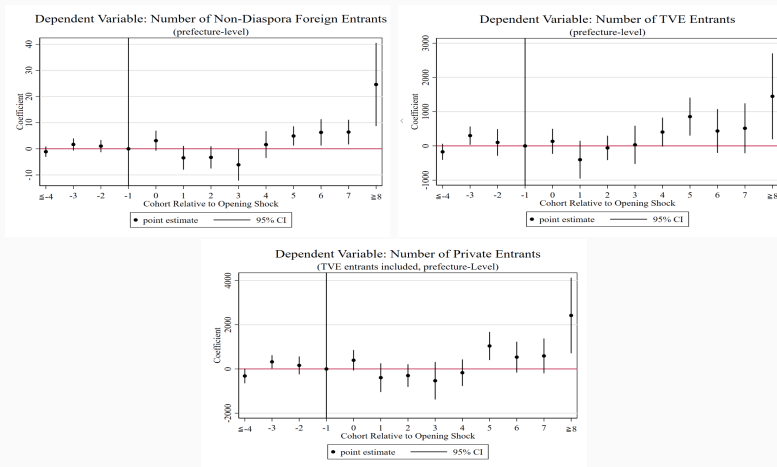 Dependent Variable: Number of Non-Diaspora Foreign Entrants
(prefecture-level)
Coefficient
40
30
20
10
0
-10
≦-4 -3 -2 -1 0 1 2 3 4 5 6 7 ≧8
Cohort Relative to Opening Shock
point estimate 95% CI
Dependent Variable: Number of TVE Entrants
(prefecture-level)
Coefficient
3000
2000
1000
0
-1000
≦-4 -3 -2 -1 0 1 2 3 4 5 6 7 ≧8
Cohort Relative to Opening Shock
point estimate 95% CI
Dependent Variable: Number of Private Entrants
(TVE entrants included, prefecture-Level)
Coefficient
4000
2000
0
-2000
≦-4 -3 -2 -1 0 1 2 3 4 5 6 7 ≧8
Cohort Relative to Opening Shock
point estimate 95% CI